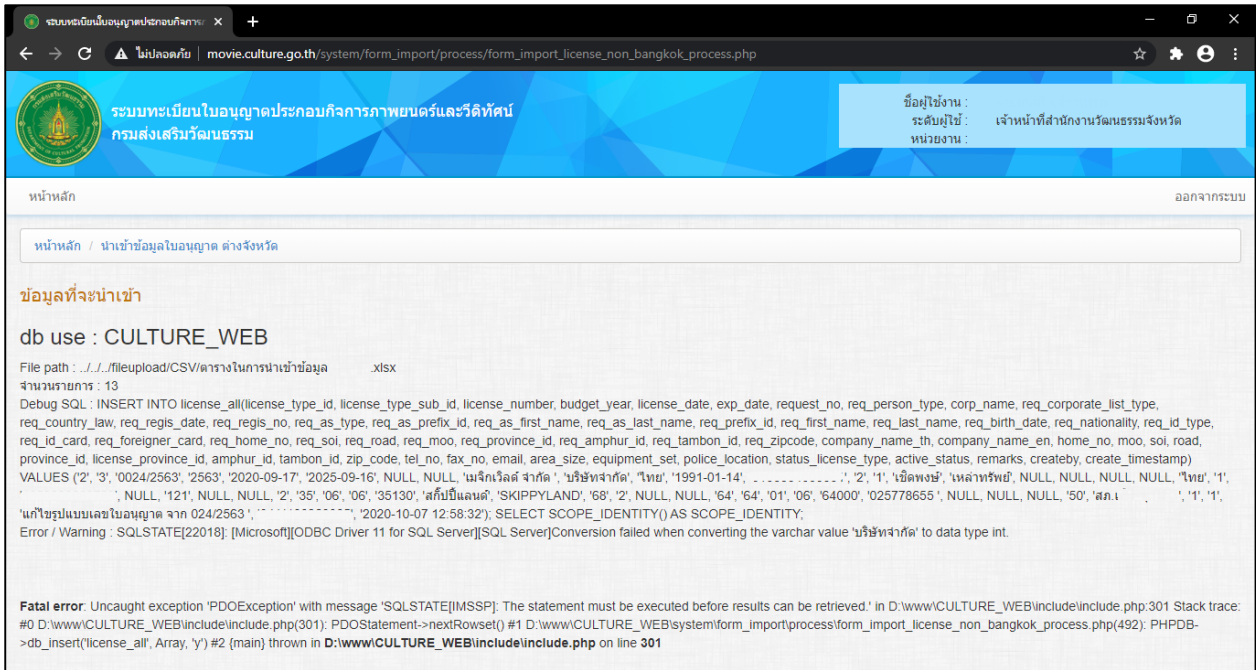 ระบบทะเบียนใบอนุญาตประกอบกิจการภ
ไม่ปลอดภัย | movie.culture.go.th/system/form_import/process/form_import_license_non_bangkok_process.php
ระบบทะเบียนใบอนุญาตประกอบกิจการภาพยนตร์และวีดิทัศน์
กรมส่งเสริมวัฒนธรรม
ชื่อผู้ใช้งาน :
ระดับผู้ใช้ : เจ้าหน้าที่สำนักงานวัฒนธรรมจังหวัด
หน่วยงาน :
หน้าหลัก ออกจากระบบ
หน้าหลัก / นำเข้าข้อมูลใบอนุญาต ต่างจังหวัด
ข้อมูลที่จะนำเข้า
db use : CULTURE_WEB
File path : ../../../fileupload/CSV/ตารางในการนำเข้าข้อมูล .xlsx
จำนวนรายการ : 13
Debug SQL : INSERT INTO license_all(license_type_id, license_type_sub_id, license_number, budget_year, license_date, exp_date, request_no, req_person_type, corp_name, req_corporate_list_type,
req_country_law, req_regis_date, req_regis_no, req_as_type, req_as_prefix_id, req_as_first_name, req_as_last_name, req_prefix_id, req_first_name, req_last_name, req_birth_date, req_nationality, req_id_type,
req_id_card, req_foreigner_card, req_home_no, req_soi, req_road, req_moo, req_province_id, req_amphur_id, req_tambon_id, req_zipcode, company_name_th, company_name_en, home_no, moo, soi, road,
province_id, license_province_id, amphur_id, tambon_id, zip_code, tel_no, fax_no, email, area_size, equipment_set, police_location, status_license_type, active_status, remarks, createby, create_timestamp)
VALUES ('2', '3', '0024/2563', '2563', '2020-09-17', '2025-09-16', NULL, NULL, 'เมจิกเวิลด์ จำกัด ', 'บริษัทจำกัด', 'ไทย', '1991-01-14', ', '2', '1', 'เชิดพงษ์', 'เหล่าทรัพย์', NULL, NULL, NULL, NULL, 'ไทย', '1',
', NULL, '121', NULL, NULL, '2', '35', '06', '06', '35130', 'สกิ๊ปปี้แลนด์', 'SKIPPYLAND', '68', '2', NULL, NULL, '64', '64', '01', '06', '64000', '025778655 ', NULL, NULL, NULL, '50', 'สภ. ', '1', '1',
'แก้ไขรูปแบบเลขใบอนุญาต จาก 024/2563 ', ', '2020-10-07 12:58:32'); SELECT SCOPE_IDENTITY() AS SCOPE_IDENTITY;
Error / Warning : SQLSTATE[22018]: [Microsoft][ODBC Driver 11 for SQL Server][SQL Server]Conversion failed when converting the varchar value 'บริษัทจำกัด' to data type int.
Fatal error: Uncaught exception 'PDOException' with message 'SQLSTATE[IMSSP]: The statement must be executed before results can be retrieved.' in D:\www\CULTURE_WEB\include\include.php:301 Stack trace:
#0 D:\www\CULTURE_WEB\include\include.php(301): PDOStatement->nextRowset() #1 D:\www\CULTURE_WEB\system\form_import\process\form_import_license_non_bangkok_process.php(492): PHPDB-
>db_insert('license_all', Array, 'y') #2 {main} thrown in D:\www\CULTURE_WEB\include\include.php on line 301